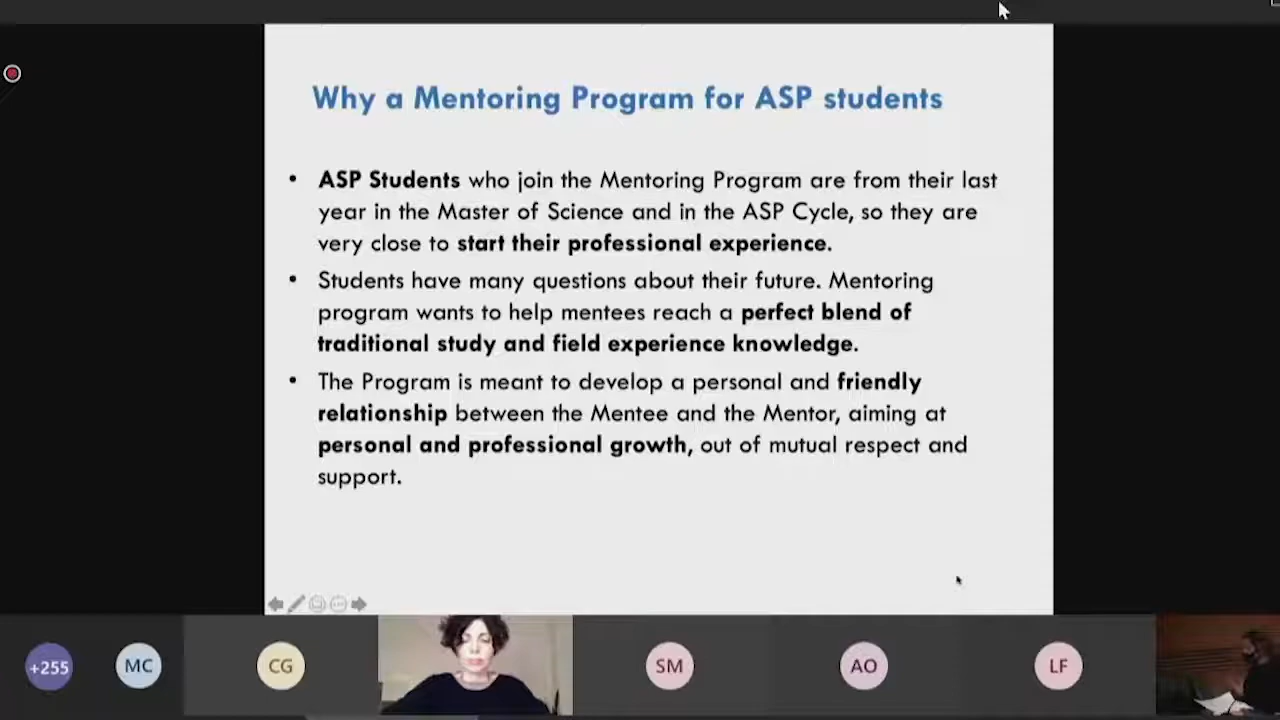 Why a Mentoring Program for ASP students
• ASP Students who join the Mentoring Program are from their last
year in the Master of Science and in the ASP Cycle, so they are
very close to start their professional experience.
• Students have many questions about their future. Mentoring
program wants to help mentees reach a perfect blend of
traditional study and field experience knowledge.
• The Program is meant to develop a personal and friendly
relationship between the Mentee and the Mentor, aiming at
personal and professional growth, out of mutual respect and
support.
+255 MC CG SM AO LF